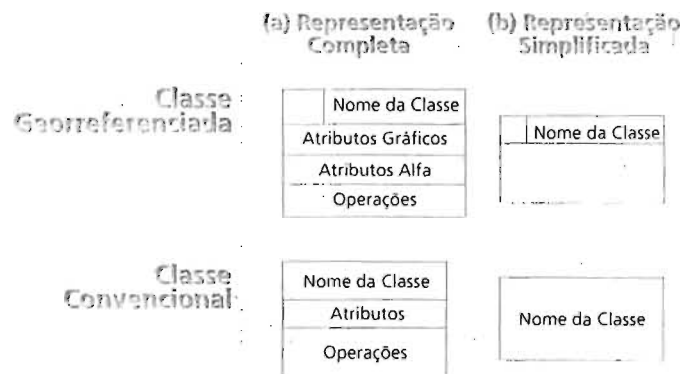 (a) Representação
Completa
(b) Representação
Simplificada
Classe
Georreferenciada
Nome da Classe
Atributos Gráficos
Atributos Alfa
Operações
Nome da Classe
Classe
Convencional
Nome da Classe
Atributos
Operações
Nome da Classe